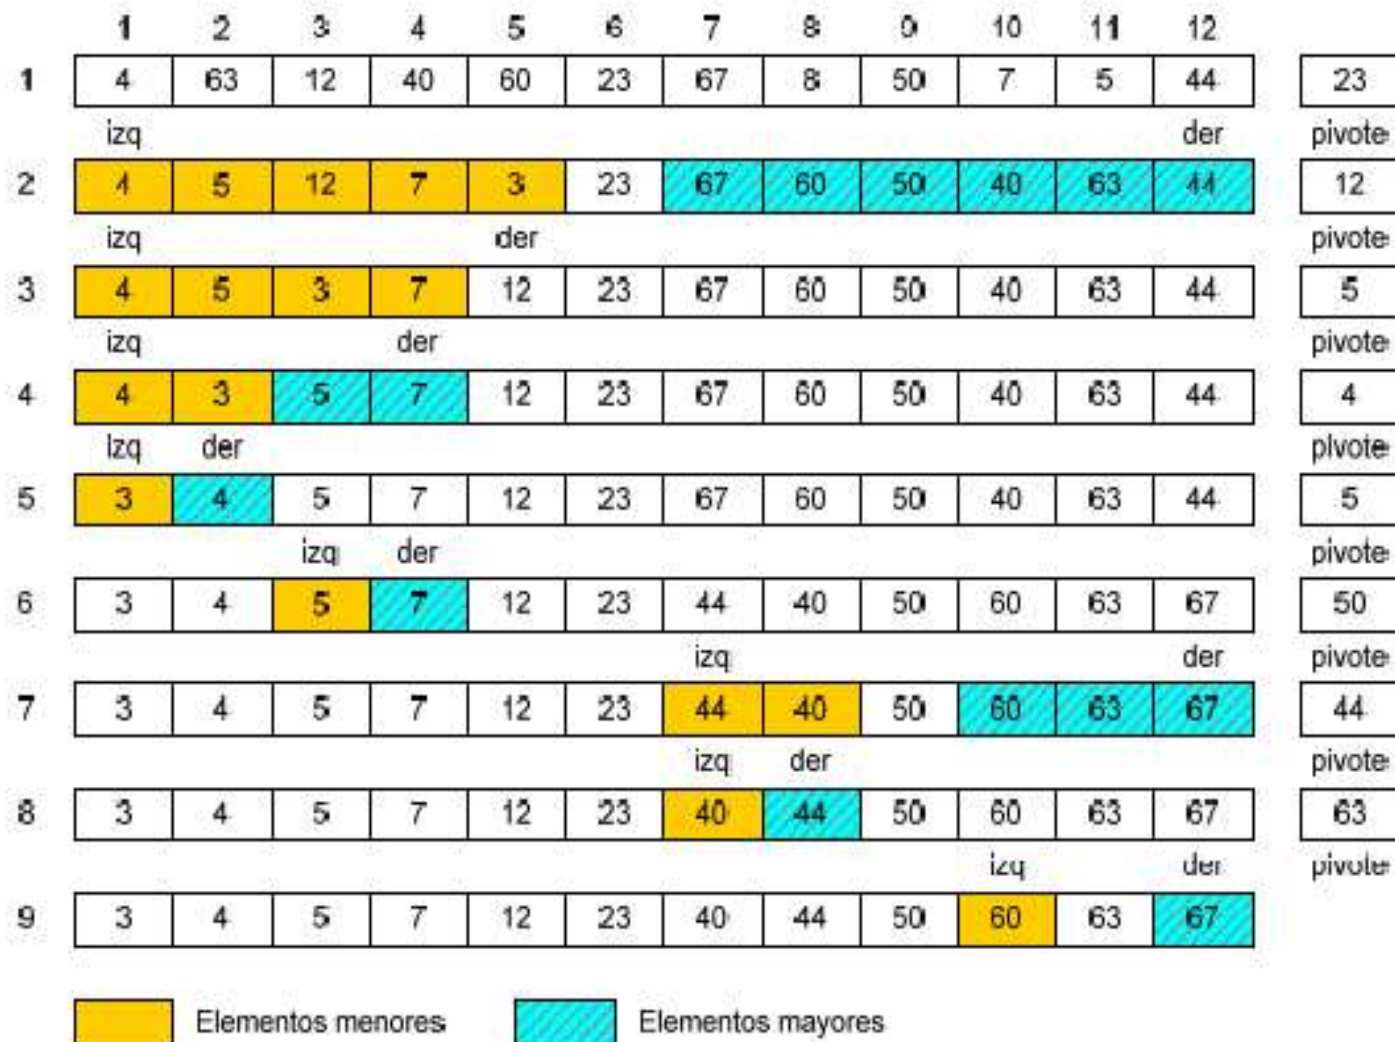 1 2 3 4 5 6 7 8 9 10 11 12
1 4 63 12 40 60 23 67 8 50 7 5 44 23
izq der pivote
2 4 5 12 7 3 23 67 60 50 40 63 44 12
izq der pivote
3 4 5 3 7 12 23 67 60 50 40 63 44 5
izq der pivote
4 4 3 5 7 12 23 67 60 50 40 63 44 4
izq der pivote
5 3 4 5 7 12 23 67 60 50 40 63 44 5
izq der pivote
6 3 4 5 7 12 23 44 40 50 60 63 67 50
izq der pivote
7 3 4 5 7 12 23 44 40 50 60 63 67 44
izq der pivote
8 3 4 5 7 12 23 40 44 50 60 63 67 63
izq der pivote
9 3 4 5 7 12 23 40 44 50 60 63 67
Elementos menores Elementos mayores